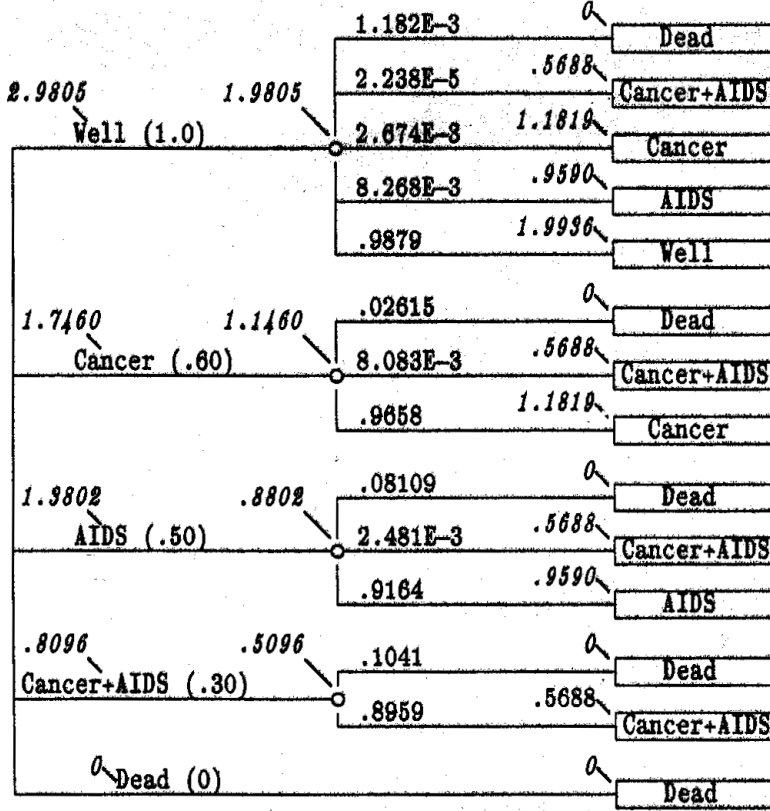 0
1.182E-3 Dead
.5688
2.238E-5 Cancer+AIDS
2.9805 1.9805 1.1819
Well (1.0) 2.674E-3 Cancer
.9590
8.268E-3 AIDS
1.9936
.9879 Well
0
1.7460 1.1460 .02615 Dead
.5688
Cancer (.60) 8.083E-3 Cancer+AIDS
1.1819
.9658 Cancer
0
1.3802 .8802 .08109 Dead
.5688
AIDS (.50) 2.481E-3 Cancer+AIDS
.9590
.9164 AIDS
0
.8096 .5096 .1041 Dead
Cancer+AIDS (.30) .5688
.8959 Cancer+AIDS
0 0
Dead (0) Dead